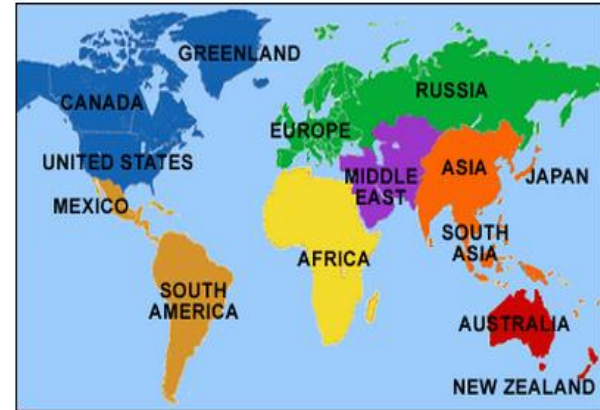 GREENLAND
CANADA
RUSSIA
EUROPE
UNITED STATES
ASIA
MIDDLE
EAST
JAPAN
MEXICO
SOUTH
ASIA
AFRICA
SOUTH
AMERICA
AUSTRALIA
NEW ZEALAND